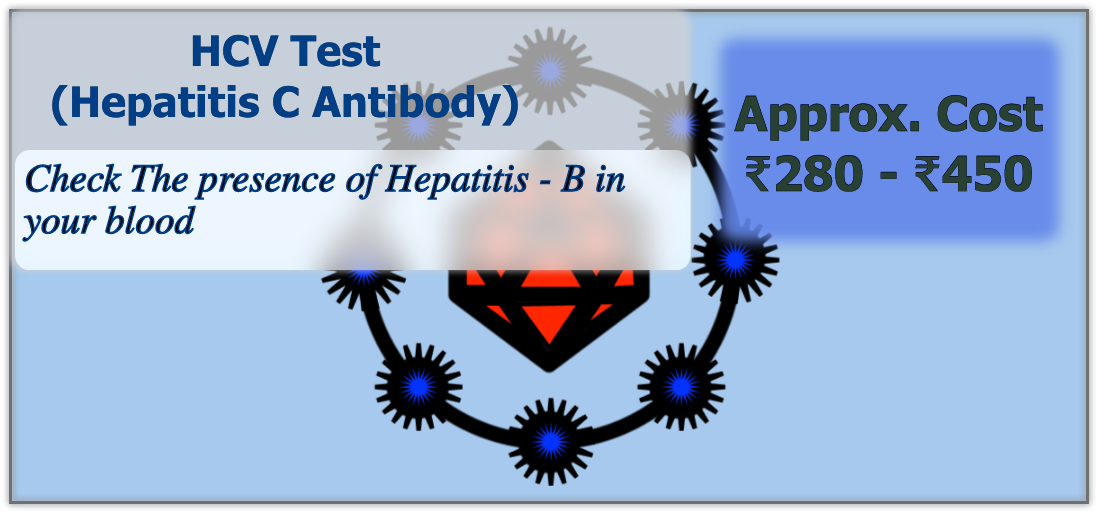 HCV Test
(Hepatitis C Antibody)
Check The presence of Hepatitis - B in
your blood
Approx. Cost
₹280 - ₹450